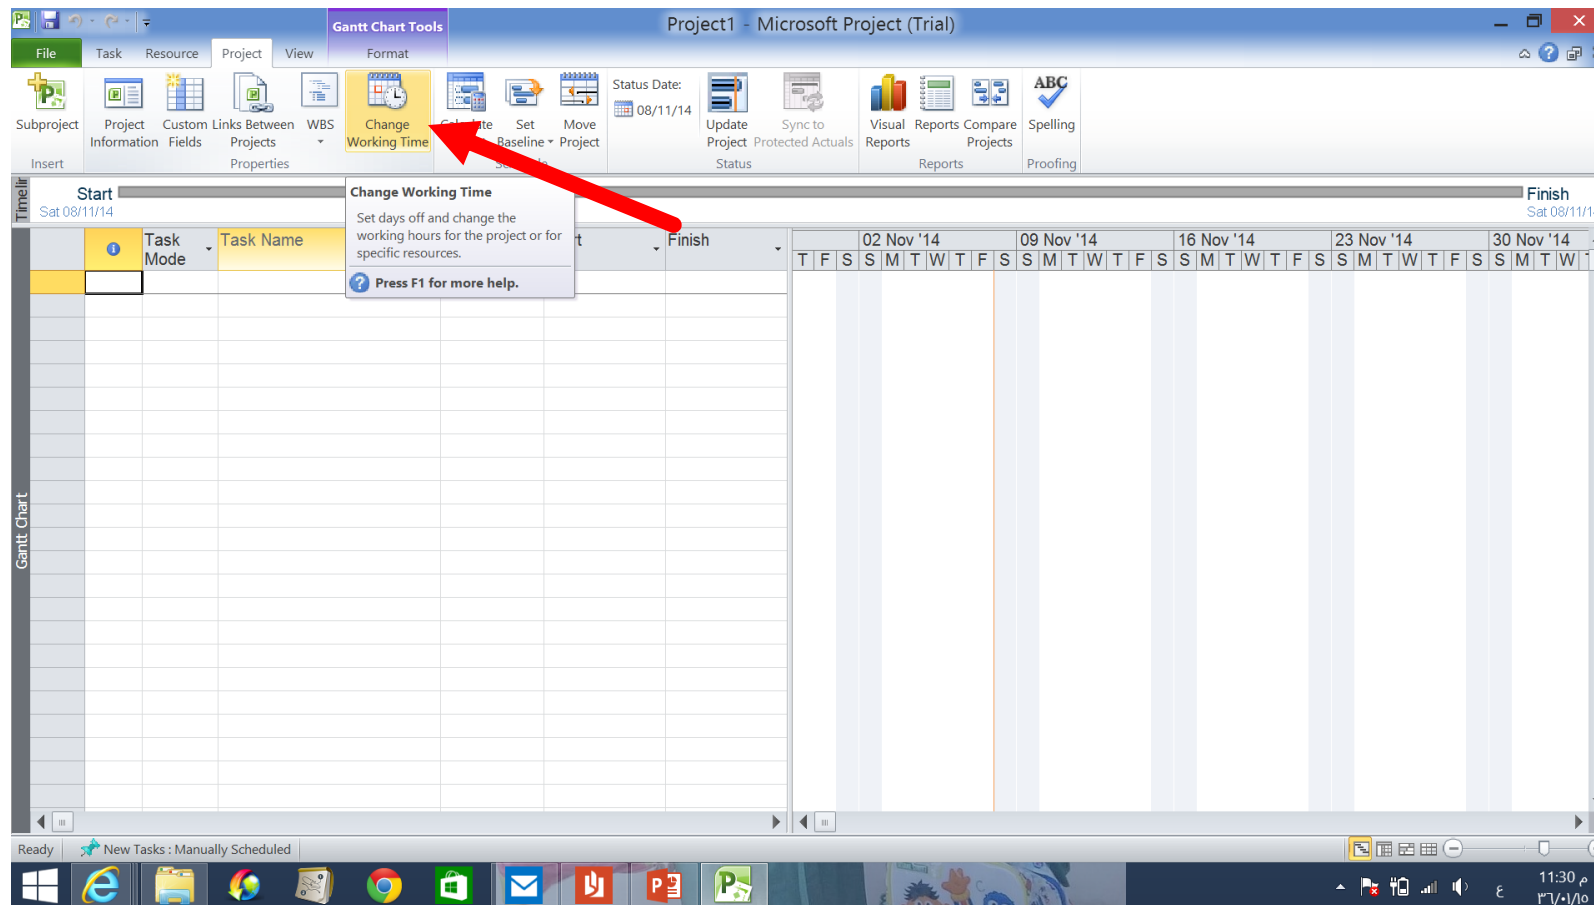 Gantt Chart Tools
Project1 - Microsoft Project (Trial)
File Task Resource Project View Format
Subproject
Project Information
Custom Fields
Links Between Projects
WBS
Change Working Time
Set Baseline
Move Project
Status Date:
08/11/14
Update Project
Sync to Protected Actuals
Visual Reports
Reports
Compare Projects
ABC
Spelling
Insert Properties Status Reports Proofing
Start
Sat 08/11/14
Finish
Change Working Time
Set days off and change the
working hours for the project or for
specific resources.
Press F1 for more help.
Task Mode
Task Name
Finish
02 Nov '14 09 Nov '14 16 Nov '14 23 Nov '14 30 Nov '14
T F S S M T W T F S S M T W T F S S M T W T F S S M T W T F S S M T W
Gantt Chart
Ready New Tasks : Manually Scheduled
ع
11:30 م